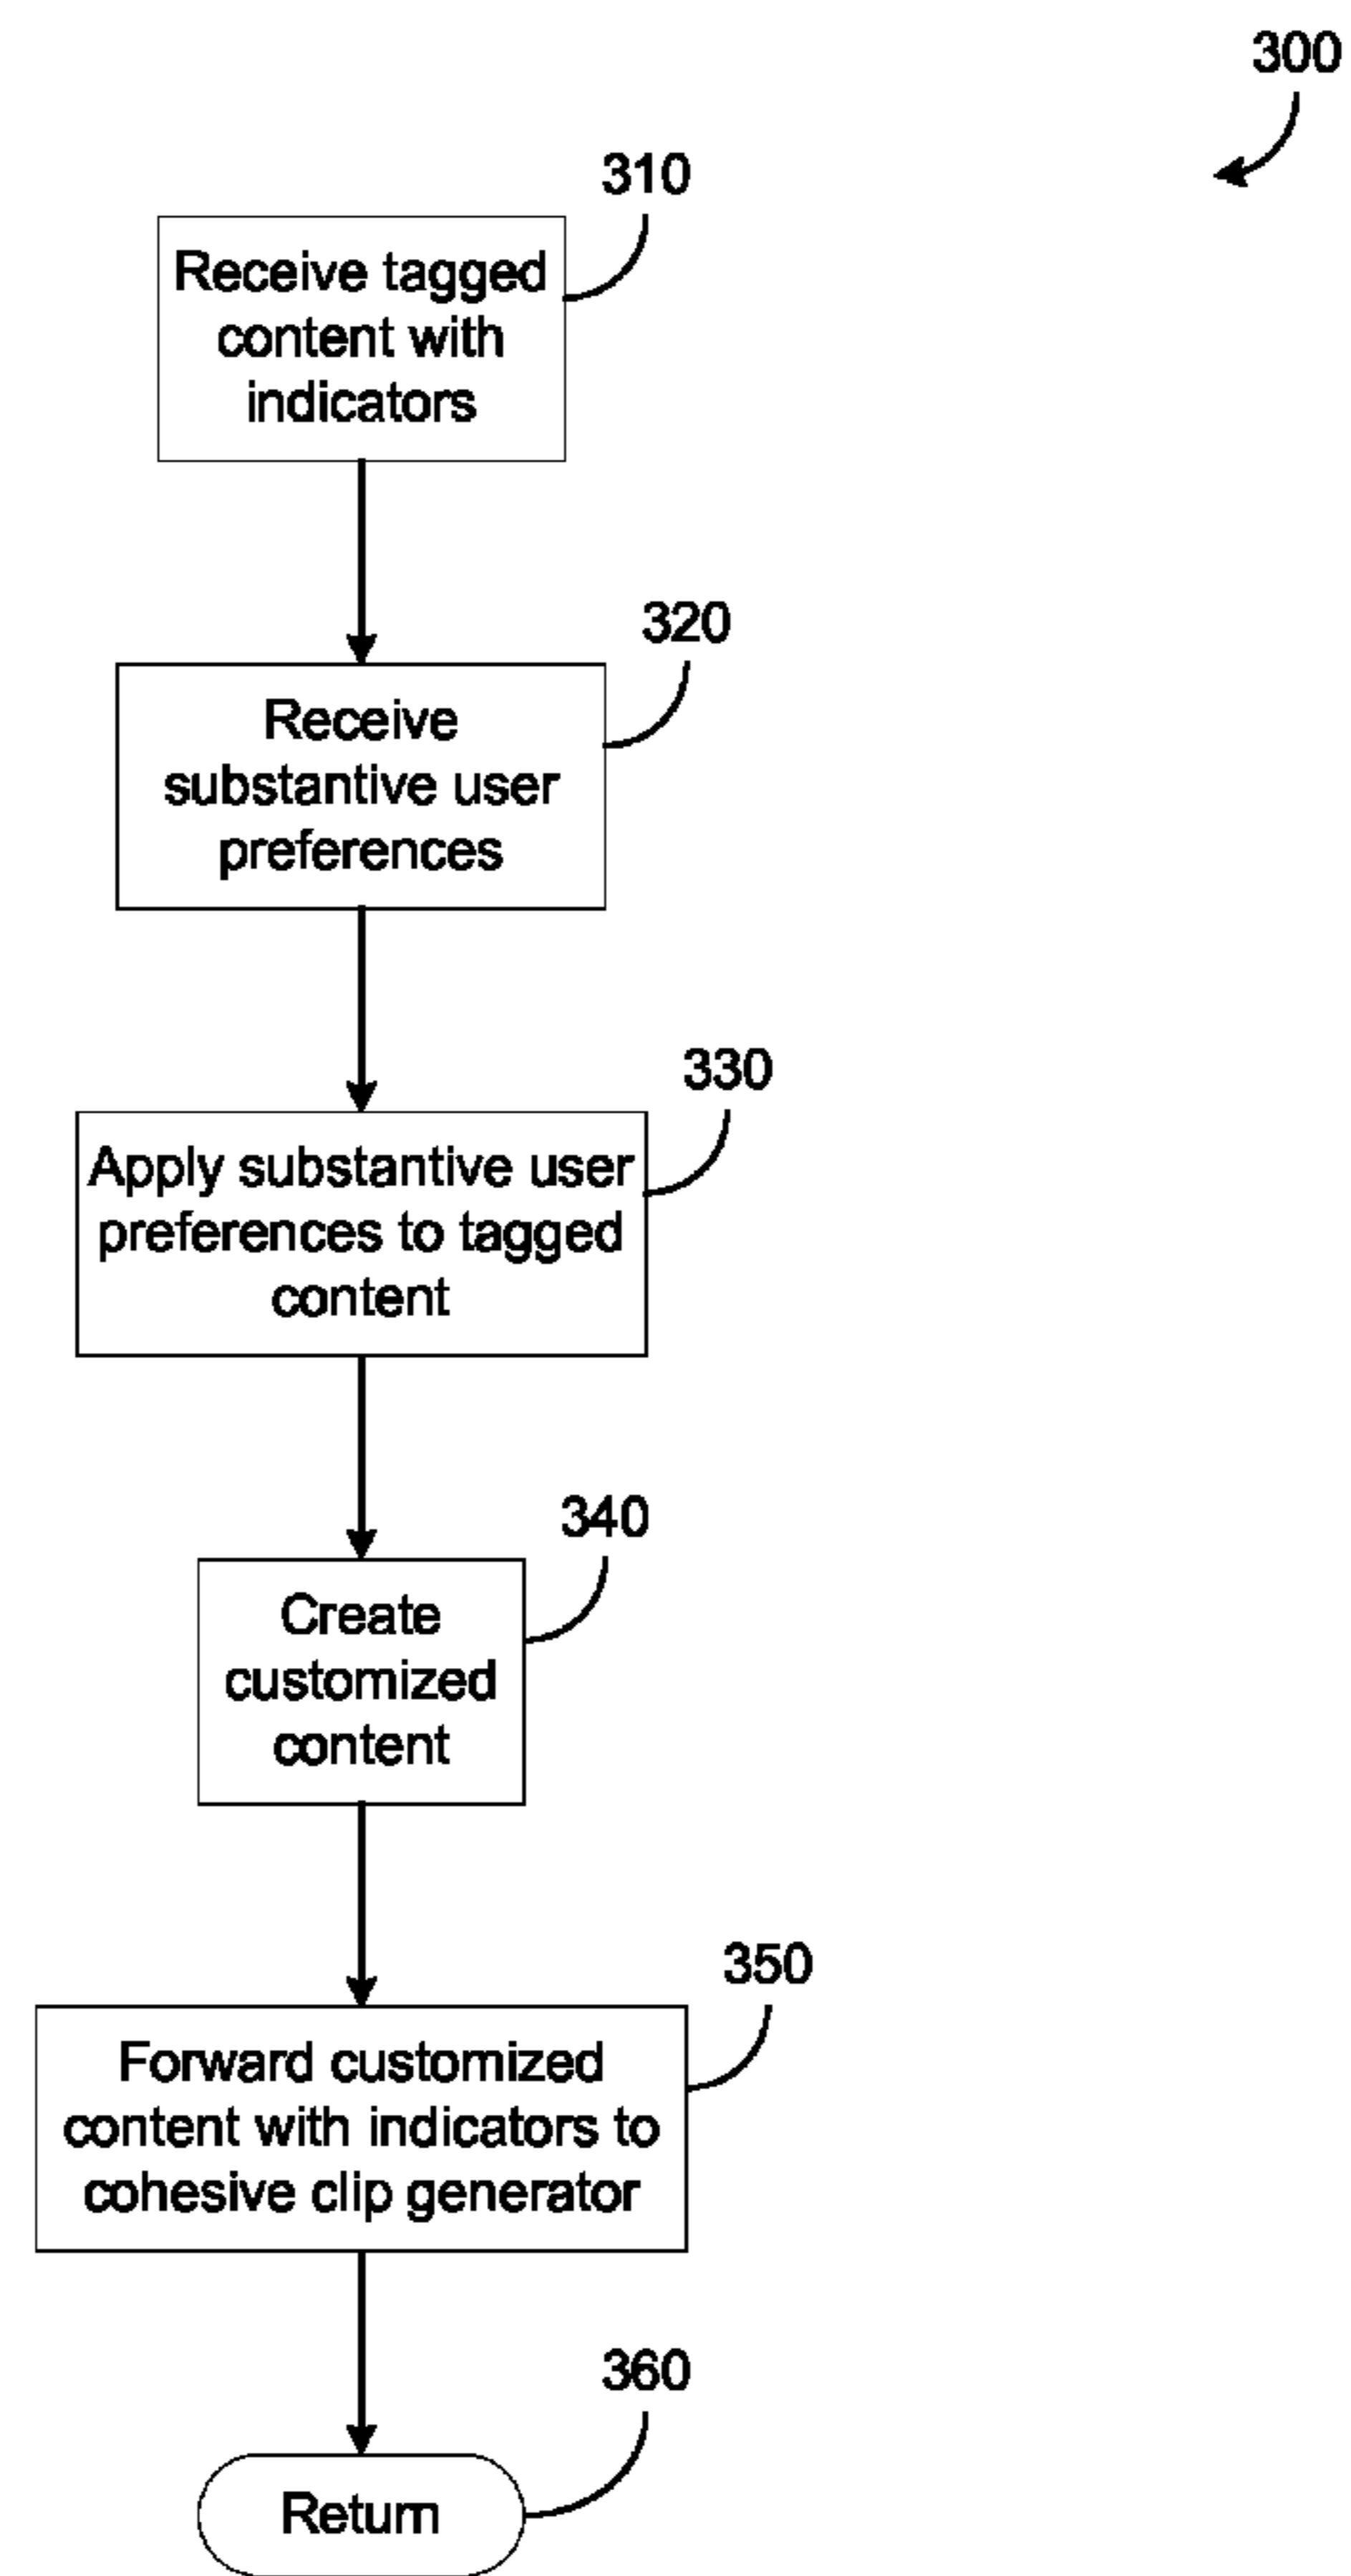 300
310
Receive tagged
content with
indicators
320
Receive
substantive user
preferences
330
Apply substantive user
preferences to tagged
content
340
Create
customized
content
350
Forward customized
content with indicators to
cohesive clip generator
360
Return